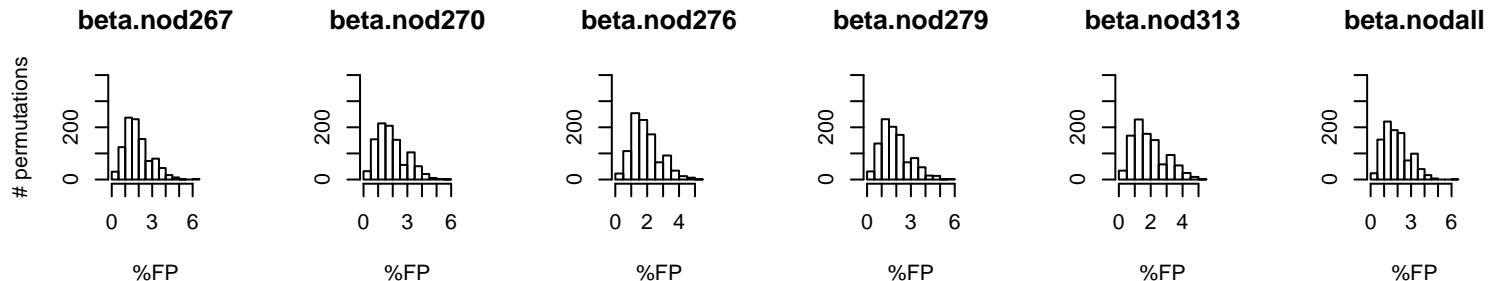 beta.nod267
# permutations
200
0
0 3 6
%FP
beta.nod270
200
0
0 3 6
%FP
beta.nod276
200
0
0 2 4
%FP
beta.nod279
200
0
0 3 6
%FP
beta.nod313
200
0
0 2 4
%FP
beta.nodall
200
0
0 3 6
%FP